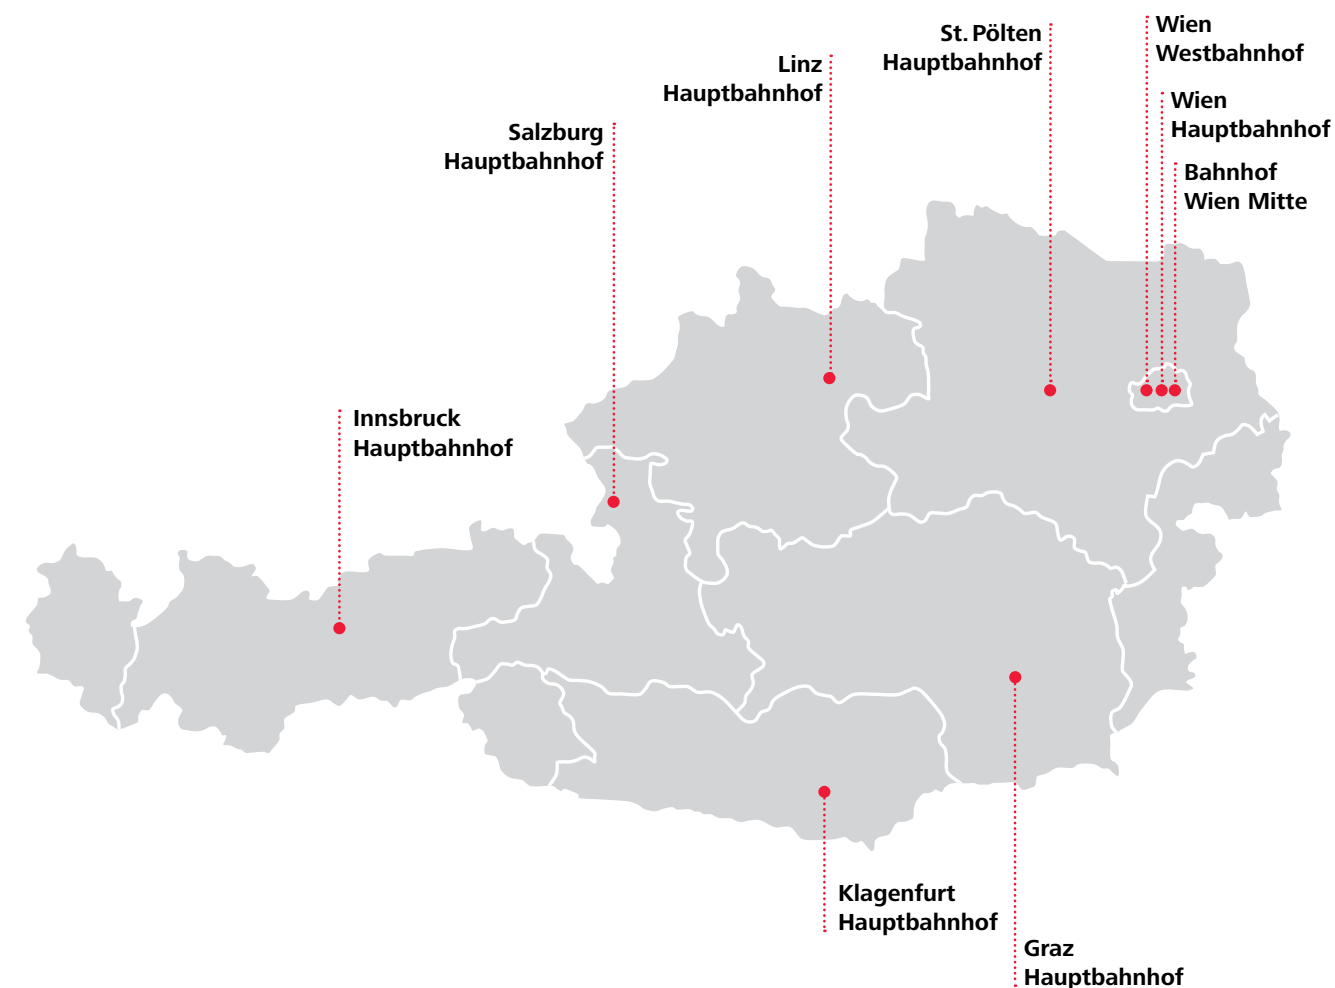 Wien
Westbahnhof
St. Pölten
Hauptbahnhof
Linz
Hauptbahnhof
Wien
Hauptbahnhof
Salzburg
Hauptbahnhof
Bahnhof
Wien Mitte
Innsbruck
Hauptbahnhof
Klagenfurt
Hauptbahnhof
Graz
Hauptbahnhof